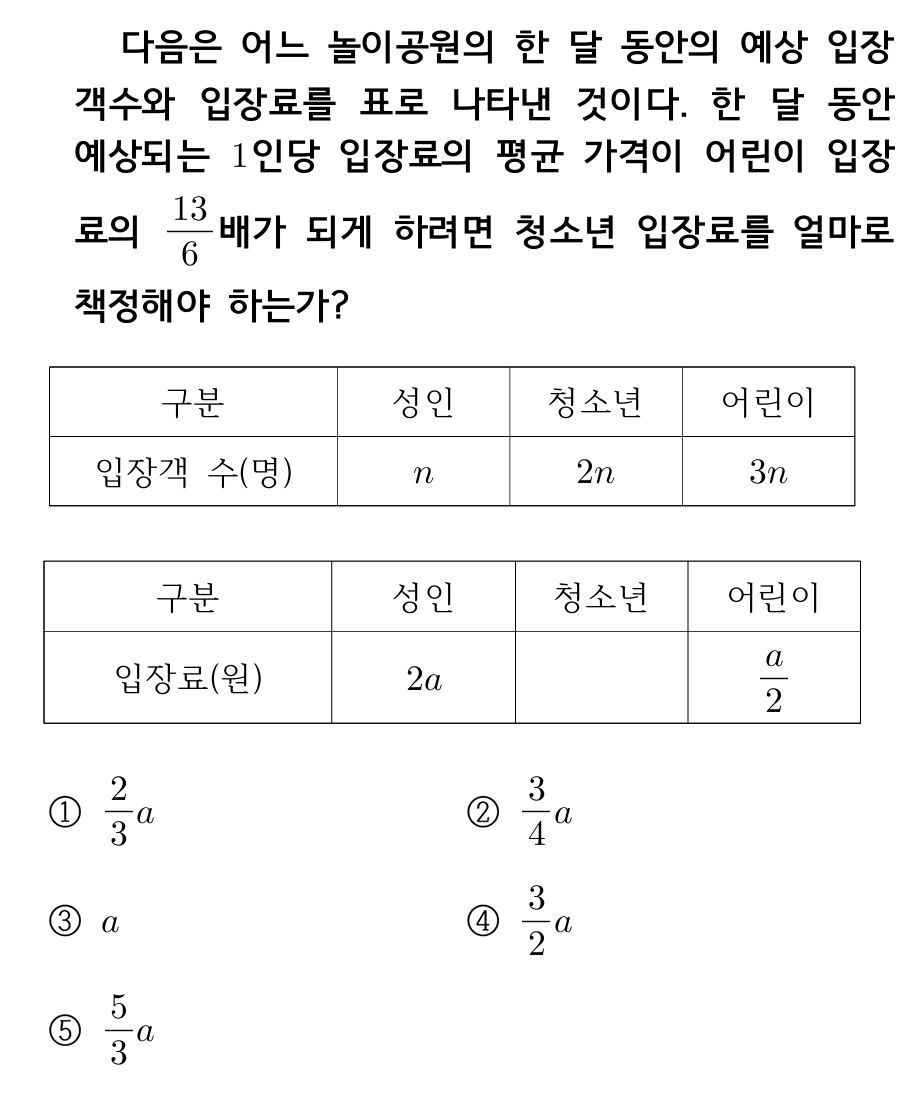 다음은 어느 놀이공원의 한 달 동안의 예상 입장
객수와 입장료를 표로 나타낸 것이다. 한 달 동안
예상되는 1인당 입장료의 평균 가격이 어린이 입장
료의 13/6배가 되게 하려면 청소년 입장료를 얼마로
책정해야 하는가?
구분 성인 청소년 어린이
입장객 수(명) n 2n 3n
구분 성인 청소년 어린이
입장료(원) 2a a/2
① 2/3 a ② 3/4 a
③ a ④ 3/2 a
⑤ 5/3 a